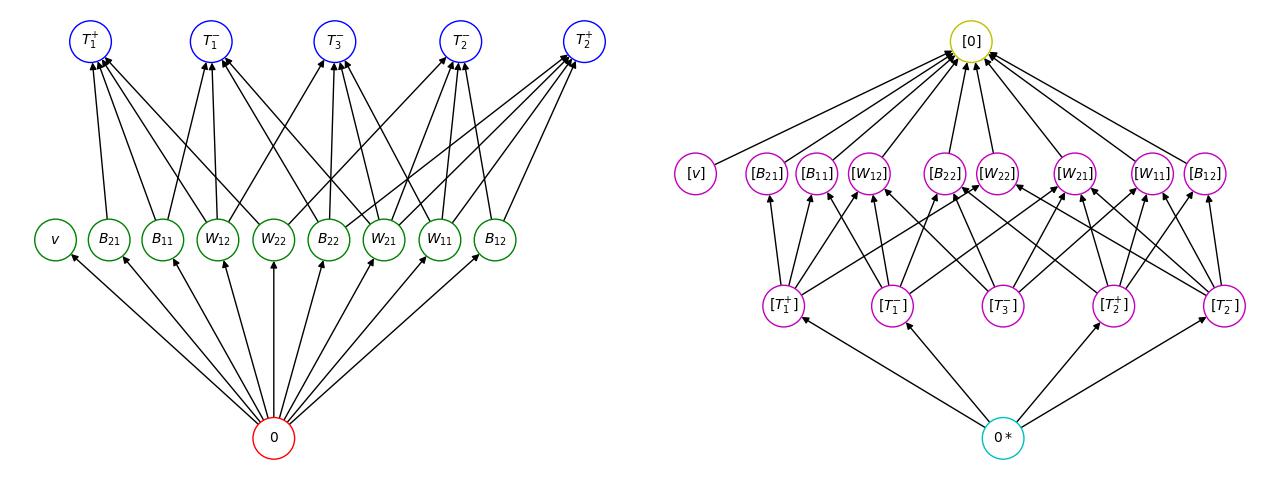 $T_1^+$ $T_1^-$ $T_3^-$ $T_2^-$ $T_2^+$ [0]
[v] [$B_{21}$] [$B_{11}$] [$W_{12}$] [$B_{22}$] [$W_{22}$] [$W_{21}$] [$W_{11}$] [$B_{12}$]
v $B_{21}$ $B_{11}$ $W_{12}$ $W_{22}$ $B_{22}$ $W_{21}$ $W_{11}$ $B_{12}$
[$T_1^+$] [$T_1^-$] [$T_3^-$] [$T_2^+$] [$T_2^-$]
0 0*